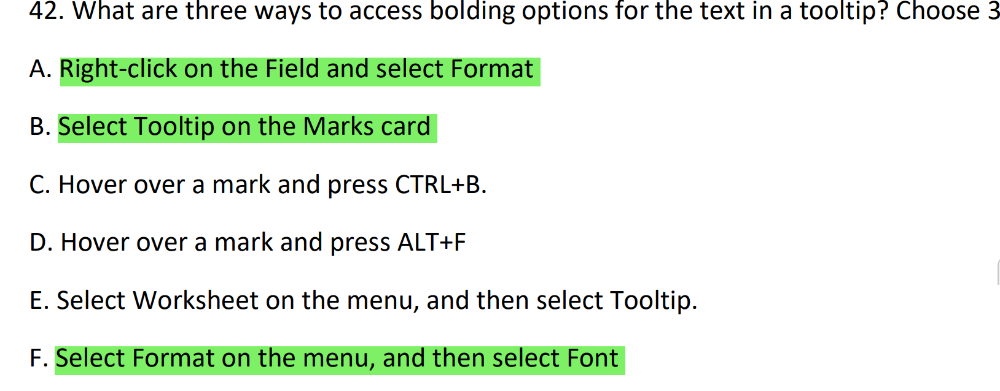 42. What are three ways to access bolding options for the text in a tooltip? Choose 3
A. Right-click on the Field and select Format
B. Select Tooltip on the Marks card
C. Hover over a mark and press CTRL+B.
D. Hover over a mark and press ALT+F
E. Select Worksheet on the menu, and then select Tooltip.
F. Select Format on the menu, and then select Font